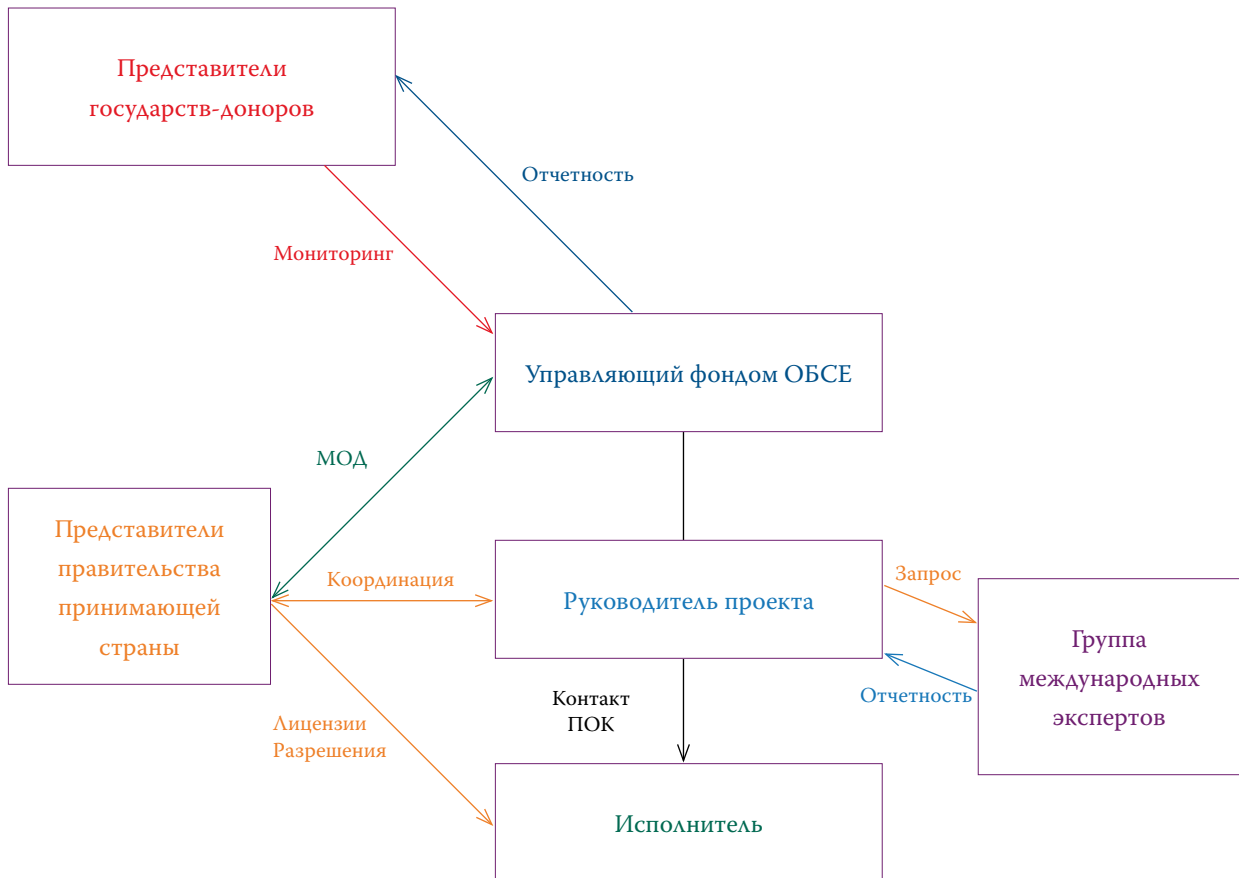 Представители
государств-доноров
Отчетность
Мониторинг
Управляющий фондом ОБСЕ
МОД
Представители
правительства
принимающей
страны
Координация
Руководитель проекта
Запрос
Группа
международных
экспертов
Отчетность
Контакт
ПОК
Лицензии
Разрешения
Исполнитель